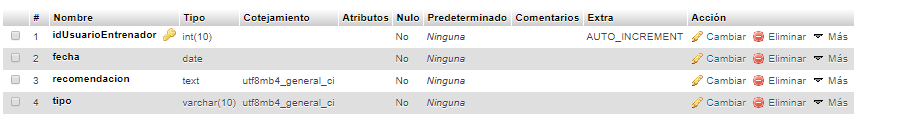 # Nombre Tipo Cotejamiento Atributos Nulo Predeterminado Comentarios Extra Acción
1 idUsuarioEntrenador int(10) No Ninguna AUTO_INCREMENT Cambiar Eliminar Más
2 fecha date No Ninguna Cambiar Eliminar Más
3 recomendacion text utf8mb4_general_ci No Ninguna Cambiar Eliminar Más
4 tipo varchar(10) utf8mb4_general_ci No Ninguna Cambiar Eliminar Más